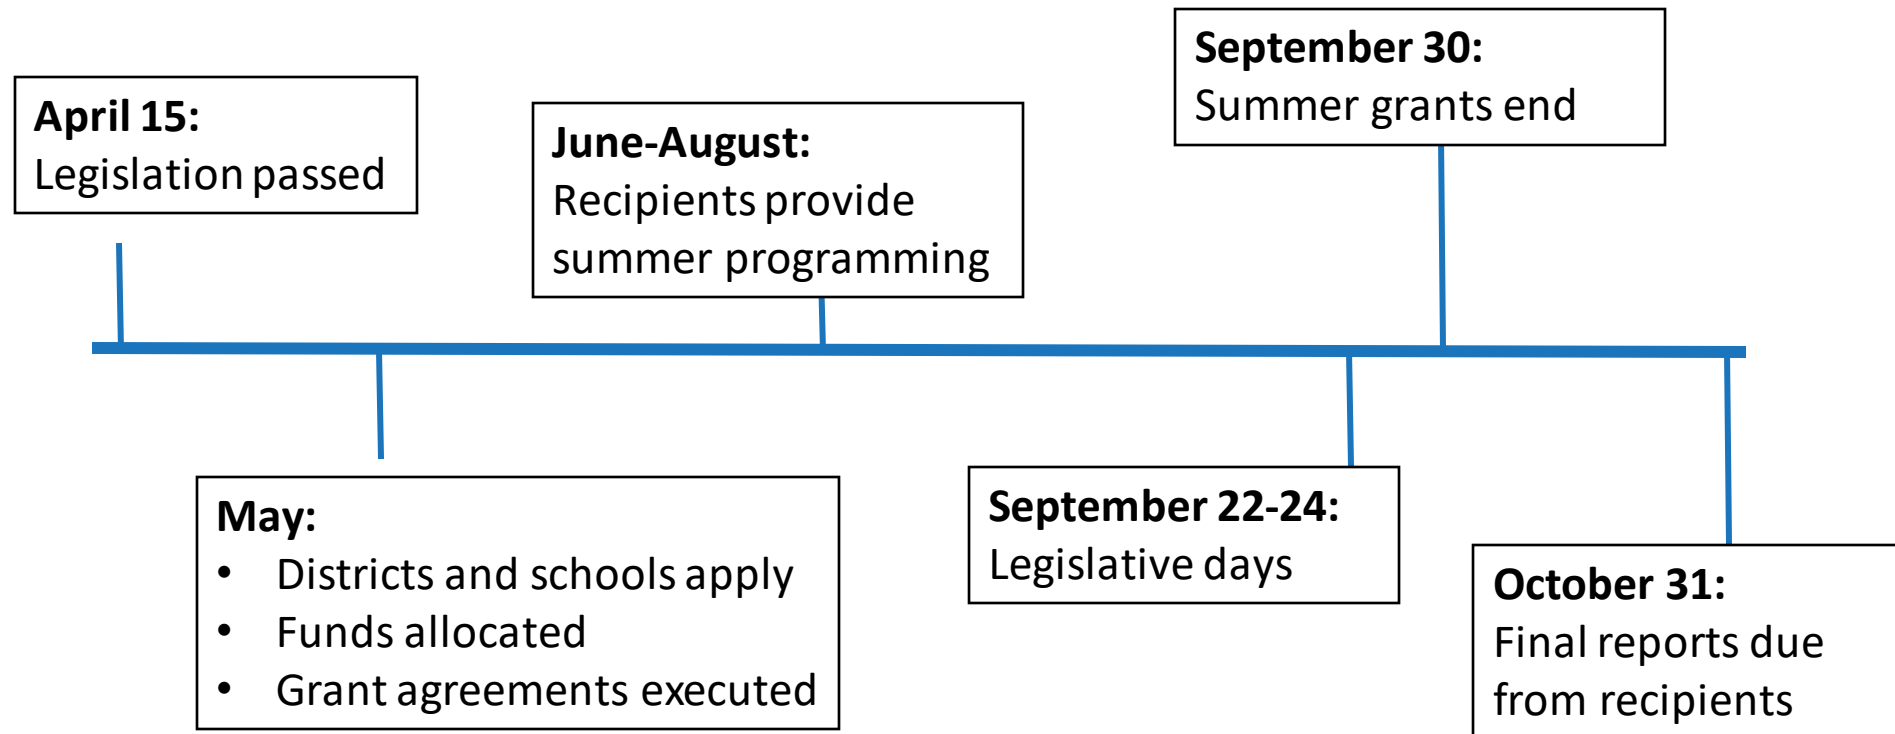 April 15:
Legislation passed
May:
• Districts and schools apply
• Funds allocated
• Grant agreements executed
June-August:
Recipients provide
summer programming
September 22-24:
Legislative days
September 30:
Summer grants end
October 31:
Final reports due
from recipients